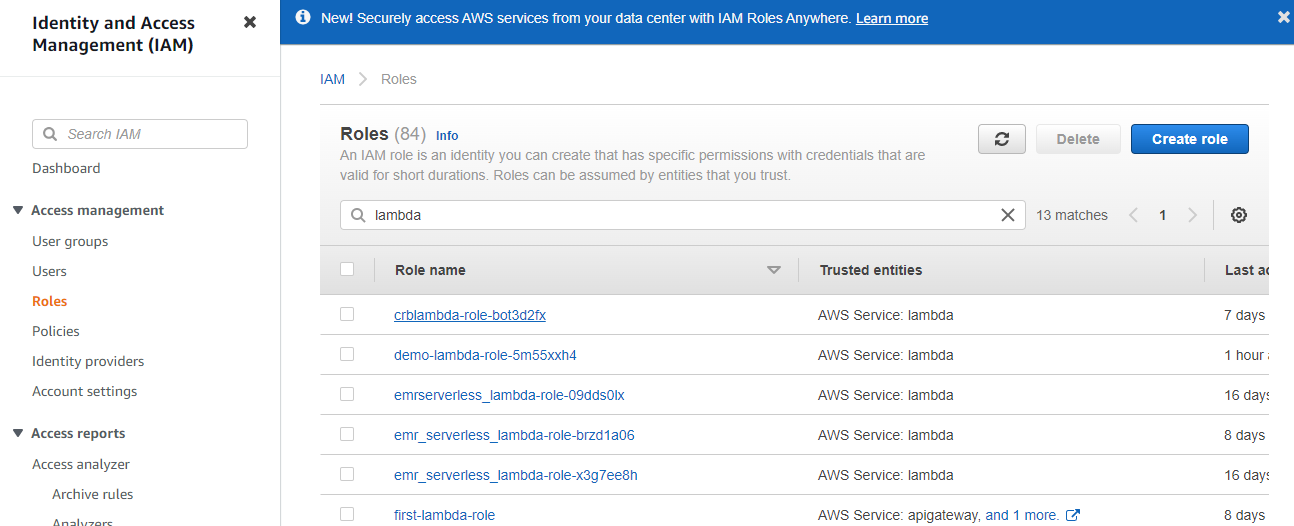 Identity and Access
Management (IAM)
Search IAM
Dashboard
Access management
User groups
Users
Roles
Policies
Identity providers
Account settings
Access reports
Access analyzer
Archive rules
Analyzers
New! Securely access AWS services from your data center with IAM Roles Anywhere. Learn more
IAM > Roles
Roles (84) Info
An IAM role is an identity you can create that has specific permissions with credentials that are
valid for short durations. Roles can be assumed by entities that you trust.
Delete
Create role
lambda
13 matches
1
Role name Trusted entities Last ac
crblambda-role-bot3d2fx AWS Service: lambda 7 days
demo-lambda-role-5m55xxh4 AWS Service: lambda 1 hour
emrserverless_lambda-role-09dds0lx AWS Service: lambda 16 days
emr_serverless_lambda-role-brzd1a06 AWS Service: lambda 8 days
emr_serverless_lambda-role-x3g7ee8h AWS Service: lambda 16 days
first-lambda-role AWS Service: apigateway, and 1 more. 8 days